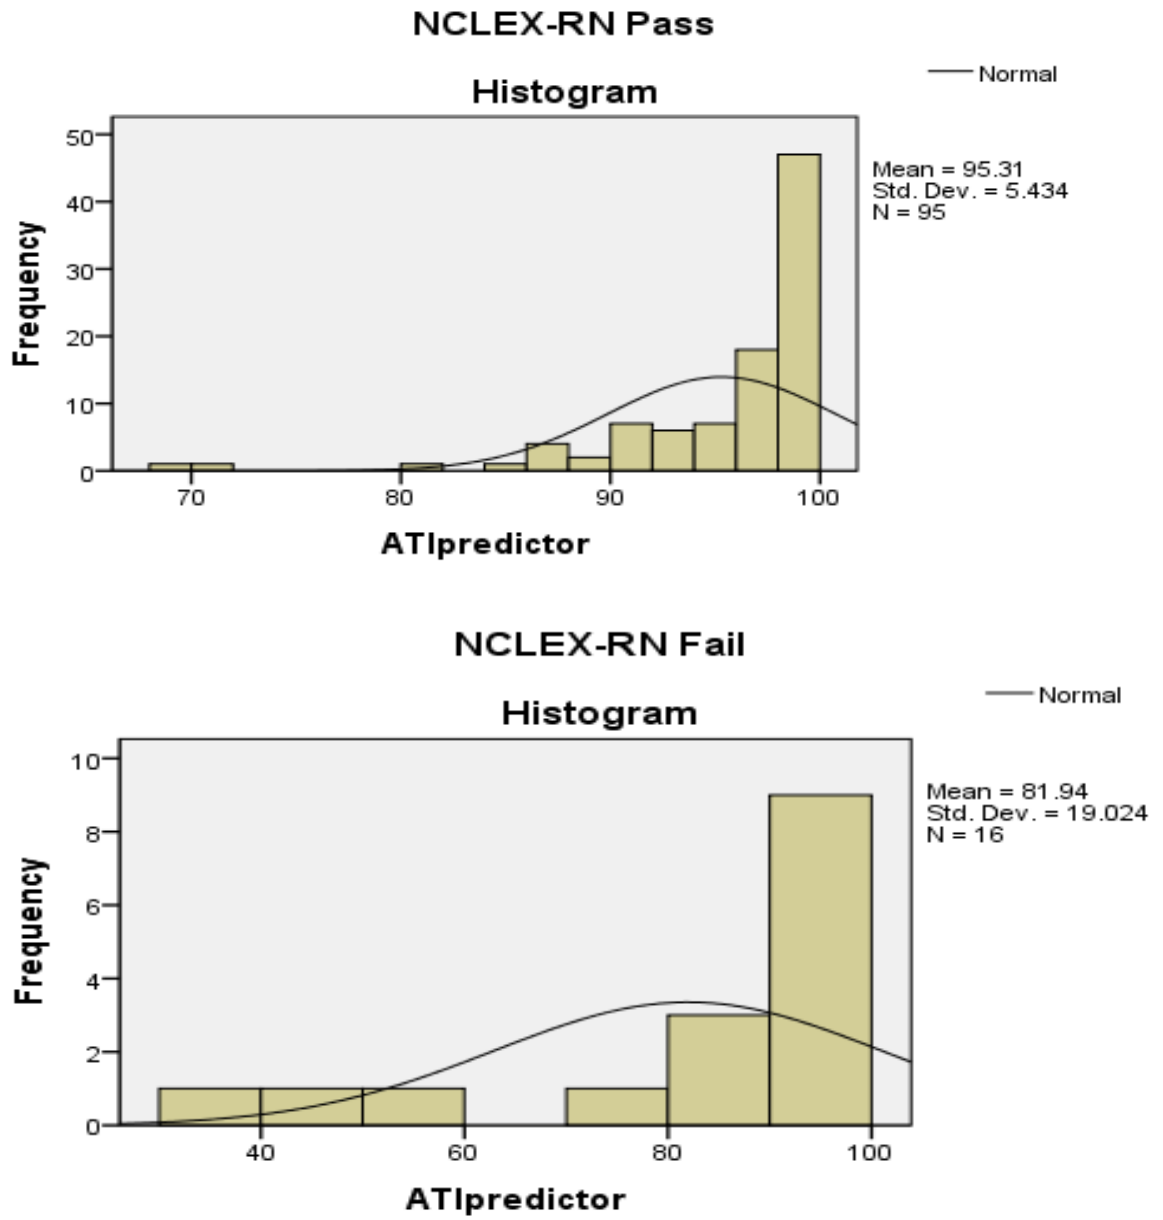 NCLEX-RN Pass
Normal
Histogram
50
40
30
20
10
0
Frequency
Mean = 95.31
Std. Dev. = 5.434
N = 95
70 80 90 100
ATIpredictor
NCLEX-RN Fail
Normal
Histogram
10
8
6
4
2
0
Frequency
Mean = 81.94
Std. Dev. = 19.024
N = 16
40 60 80 100
ATIpredictor